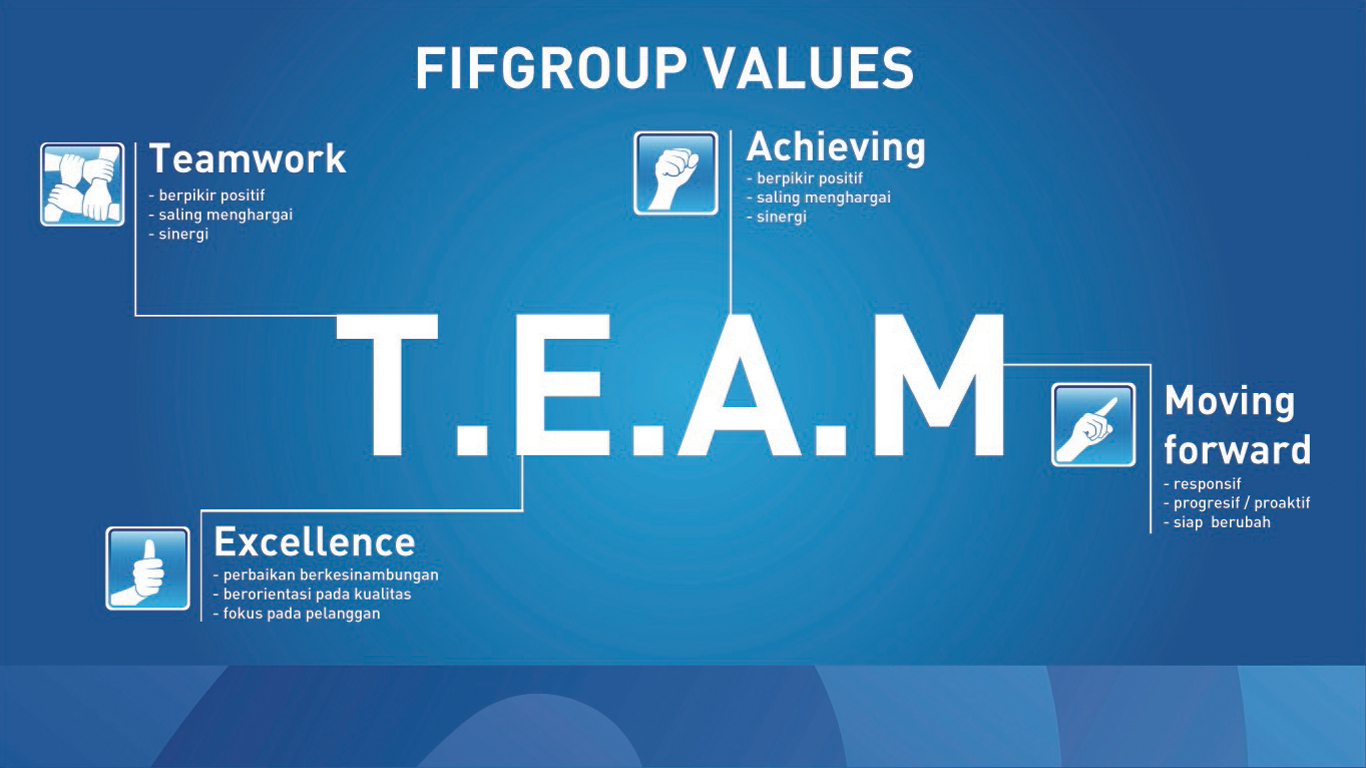 FIFGROUP VALUES
Teamwork
- berpikir positif
- saling menghargai
- sinergi
Achieving
- berpikir positif
- saling menghargai
- sinergi
T.E.A.M
Moving
forward
- responsif
- progresif / proaktif
- siap berubah
Excellence
- perbaikan berkesinambungan
- berorientasi pada kualitas
- fokus pada pelanggan